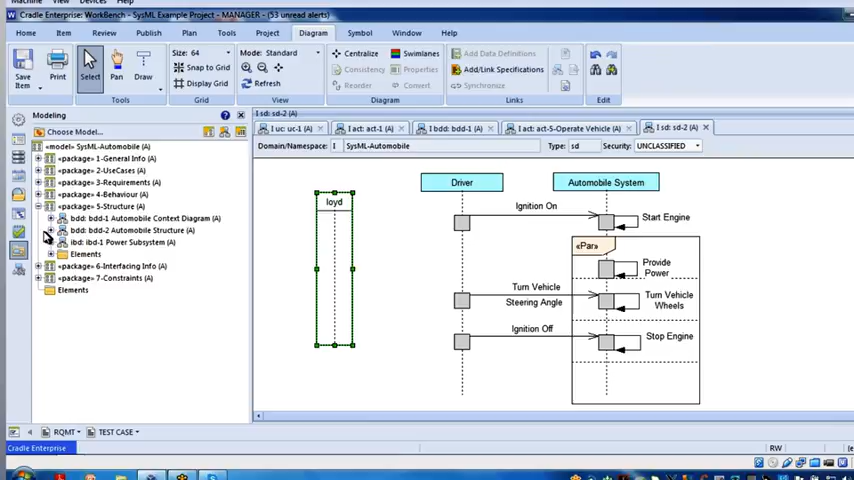 Machine View Devices Help
Cradle Enterprise: WorkBench - SysML Example Project - MANAGER - (53 unread alerts)
Home Item Review Publish Plan Tools Project Diagram Symbol Window Help
Size: 64 Mode: Standard Centralize Swimlanes Add Data Definitions
Snap to Grid Consistency Properties Add/Link Specifications
Save Item Print Select Pan Draw Display Grid Refresh Reorder Convert Synchronize
Tools Grid View Diagram Links Edit
Modeling
I sd: sd-2 (A)
Choose Model...
I uc: uc-1 (A) I act: act-1 (A) I bdd: bdd-1 (A) I act: act-5-Operate Vehicle (A) I sd: sd-2 (A)
Domain/Namespace: I SysML-Automobile Type: sd Security: UNCLASSIFIED
«model» SysML-Automobile (A)
«package» 1-General Info (A)
«package» 2-UseCases (A)
«package» 3-Requirements (A)
«package» 4-Behaviour (A)
«package» 5-Structure (A)
bdd: bdd-1 Automobile Context Diagram (A)
bdd: bdd-2 Automobile Structure (A)
ibd: ibd-1 Power Subsystem (A)
Elements
«package» 6-Interfacing Info (A)
«package» 7-Constraints (A)
Elements
loyd
Driver
Automobile System
Ignition On
Start Engine
«Par»
Provide
Power
Turn Vehicle
Steering Angle
Turn Vehicle
Wheels
Ignition Off
Stop Engine
RQMT TEST CASE
Cradle Enterprise
RW